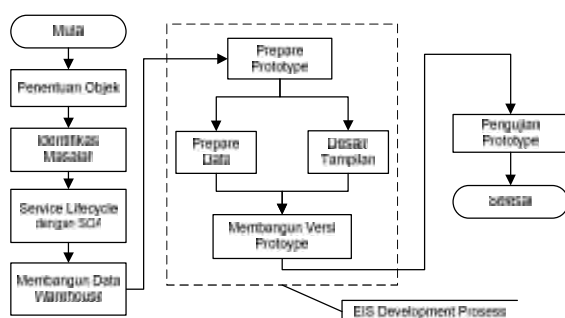 Mulai
Penentuan Objek
Identifikasi
Masalah
Service Lifecycle
dengan SOA
Membangun Data
Warehouse
Prepare
Prototype
Prepare
Data
Desain
Tampilan
Membangun Versi
Protoype
EIS Development Prosess
Pengujian
Prototype
Selesai